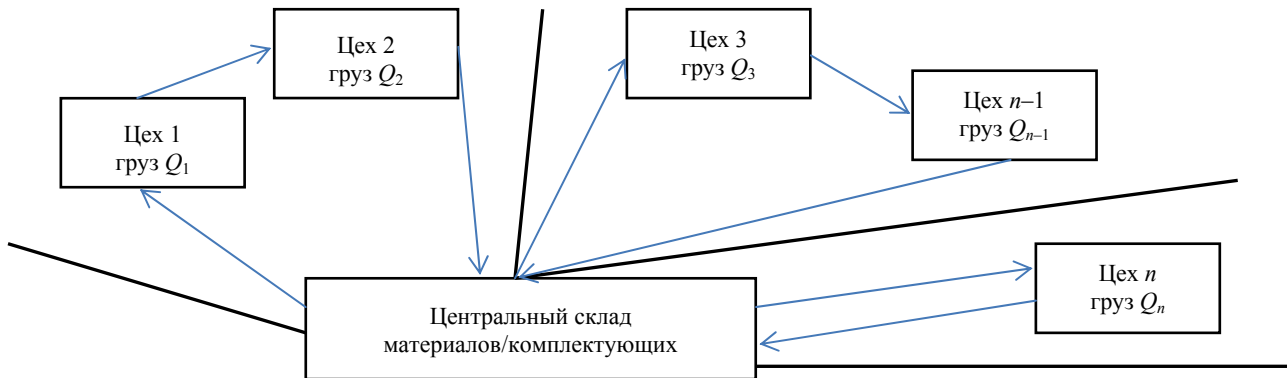 Цех 1
груз Q₁
Цех 2
груз Q₂
Цех 3
груз Q₃
Цех n–1
груз Qₙ₋₁
Цех n
груз Qₙ
Центральный склад
материалов/комплектующих